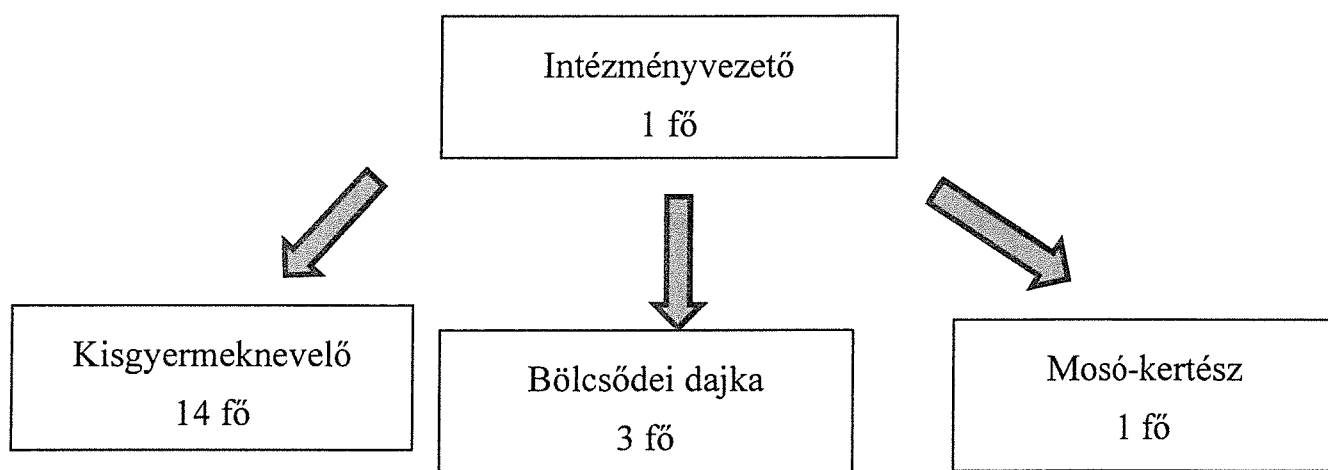 Intézményvezető
1 fő
Kisgyermeknevelő
14 fő
Bölcsődei dajka
3 fő
Mosó-kertész
1 fő